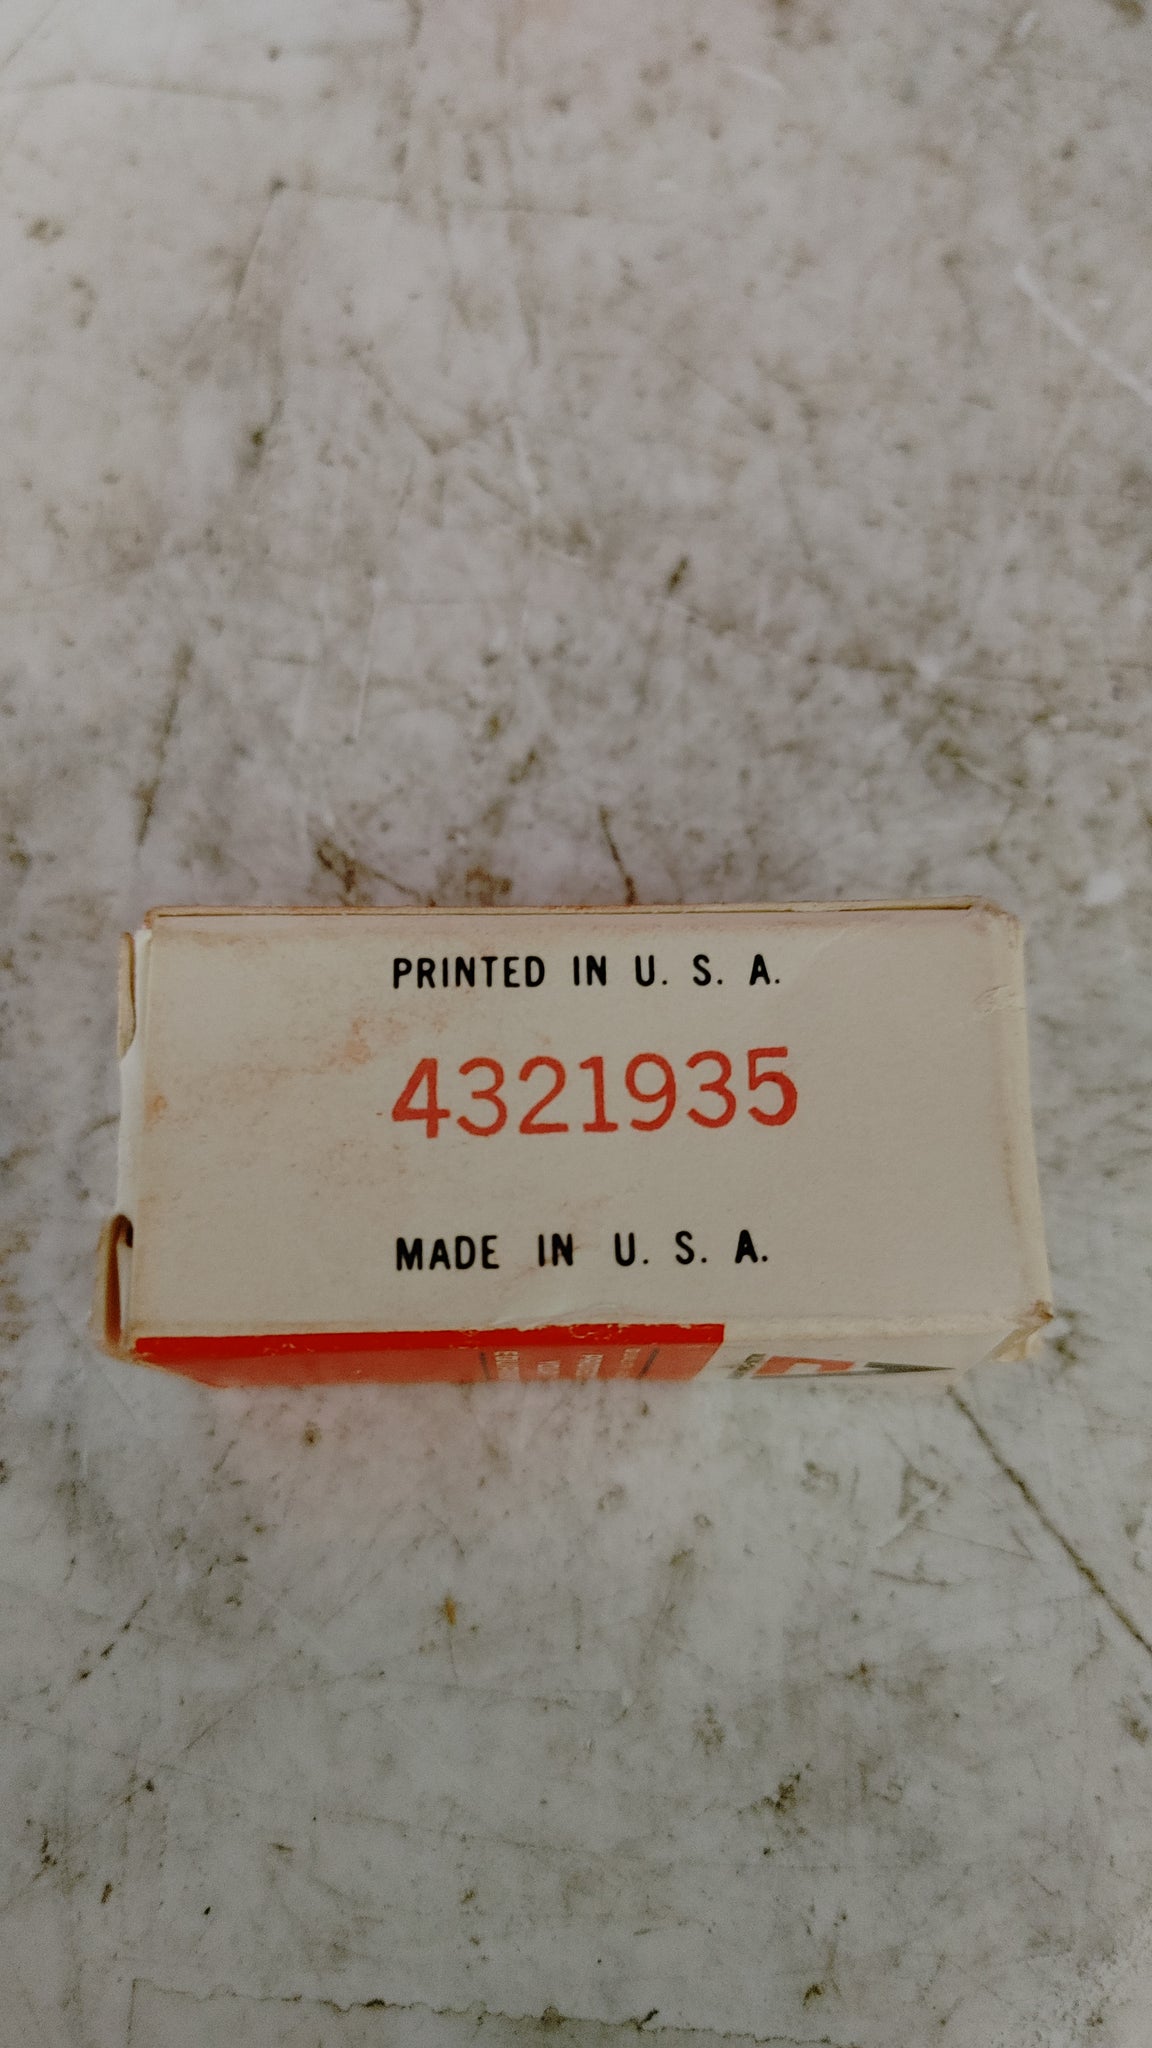 PRINTED IN U. S. A.
4321935
MADE IN U. S. A.